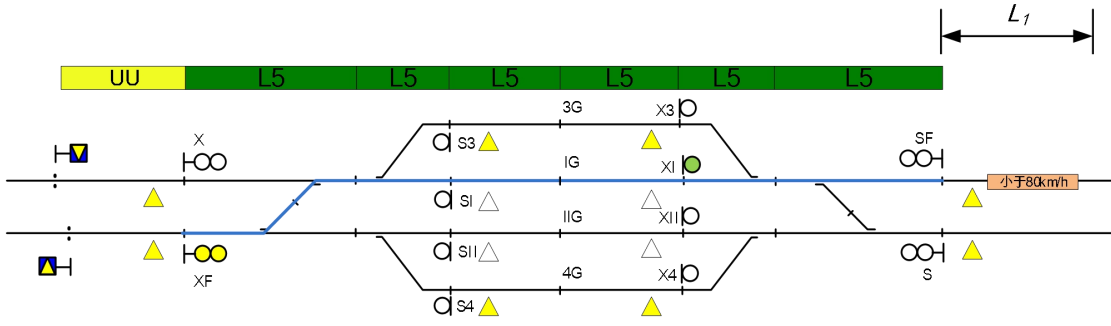 L₁
UU L5 L5 L5 L5 L5 L5
3G X3
X S3 SF
IG XI
小于80km/h
SI
IIG XII
SII
XF 4G X4 S
S4